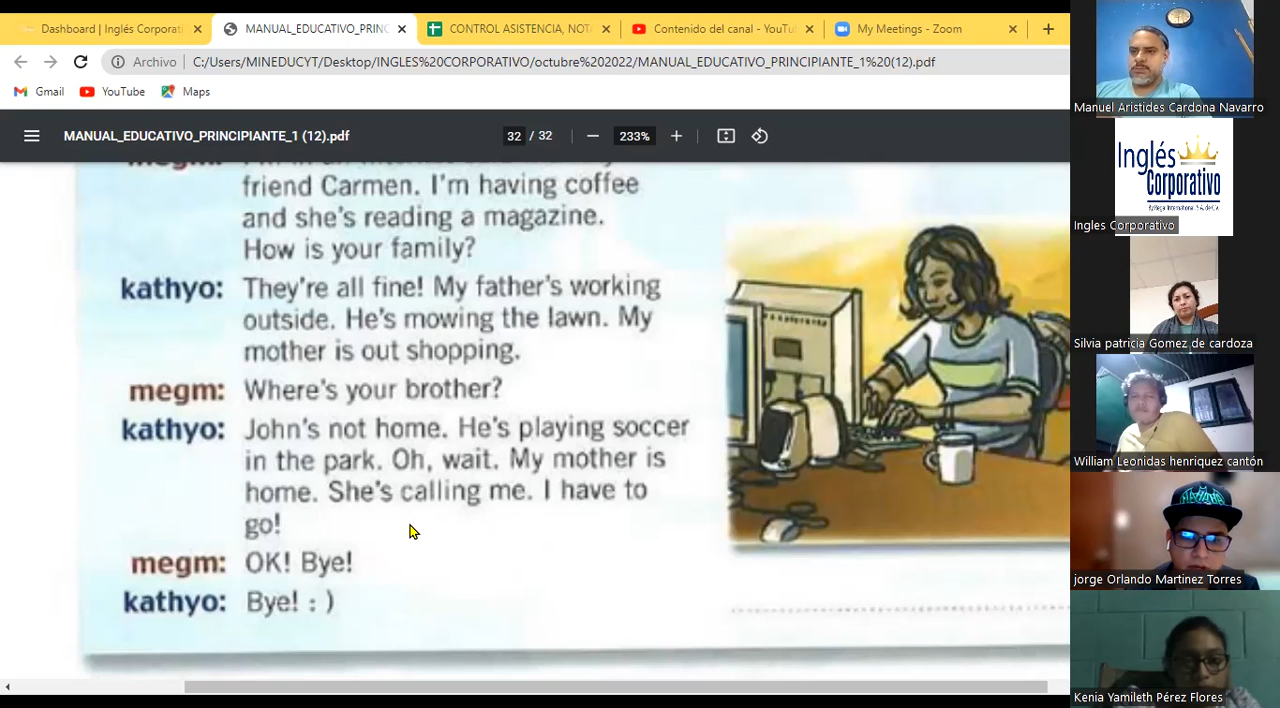 Dashboard | Inglés Corporati
MANUAL_EDUCATIVO_PRINC
CONTROL ASISTENCIA, NOTA
Contenido del canal - YouTu
My Meetings - Zoom
Archivo
C:/Users/MINEDUCYT/Desktop/INGLES%20CORPORATIVO/octubre%202022/MANUAL_EDUCATIVO_PRINCIPIANTE_1%20(12).pdf
Gmail
YouTube
Maps
MANUAL_EDUCATIVO_PRINCIPIANTE_1 (12).pdf
32 / 32
233%
friend Carmen. I'm having coffee
and she's reading a magazine.
How is your family?
kathyo: They're all fine! My father's working
outside. He's mowing the lawn. My
mother is out shopping.
megm: Where's your brother?
kathyo: John's not home. He's playing soccer
in the park. Oh, wait. My mother is
home. She's calling me. I have to
go!
megm: OK! Bye!
kathyo: Bye! : )
Manuel Aristides Cardona Navarro
Inglés
Corporativo
Ingles Corporativo
Silvia patricia Gomez de cardoza
William Leonidas henriquez cantón
jorge Orlando Martinez Torres
Kenia Yamileth Pérez Flores